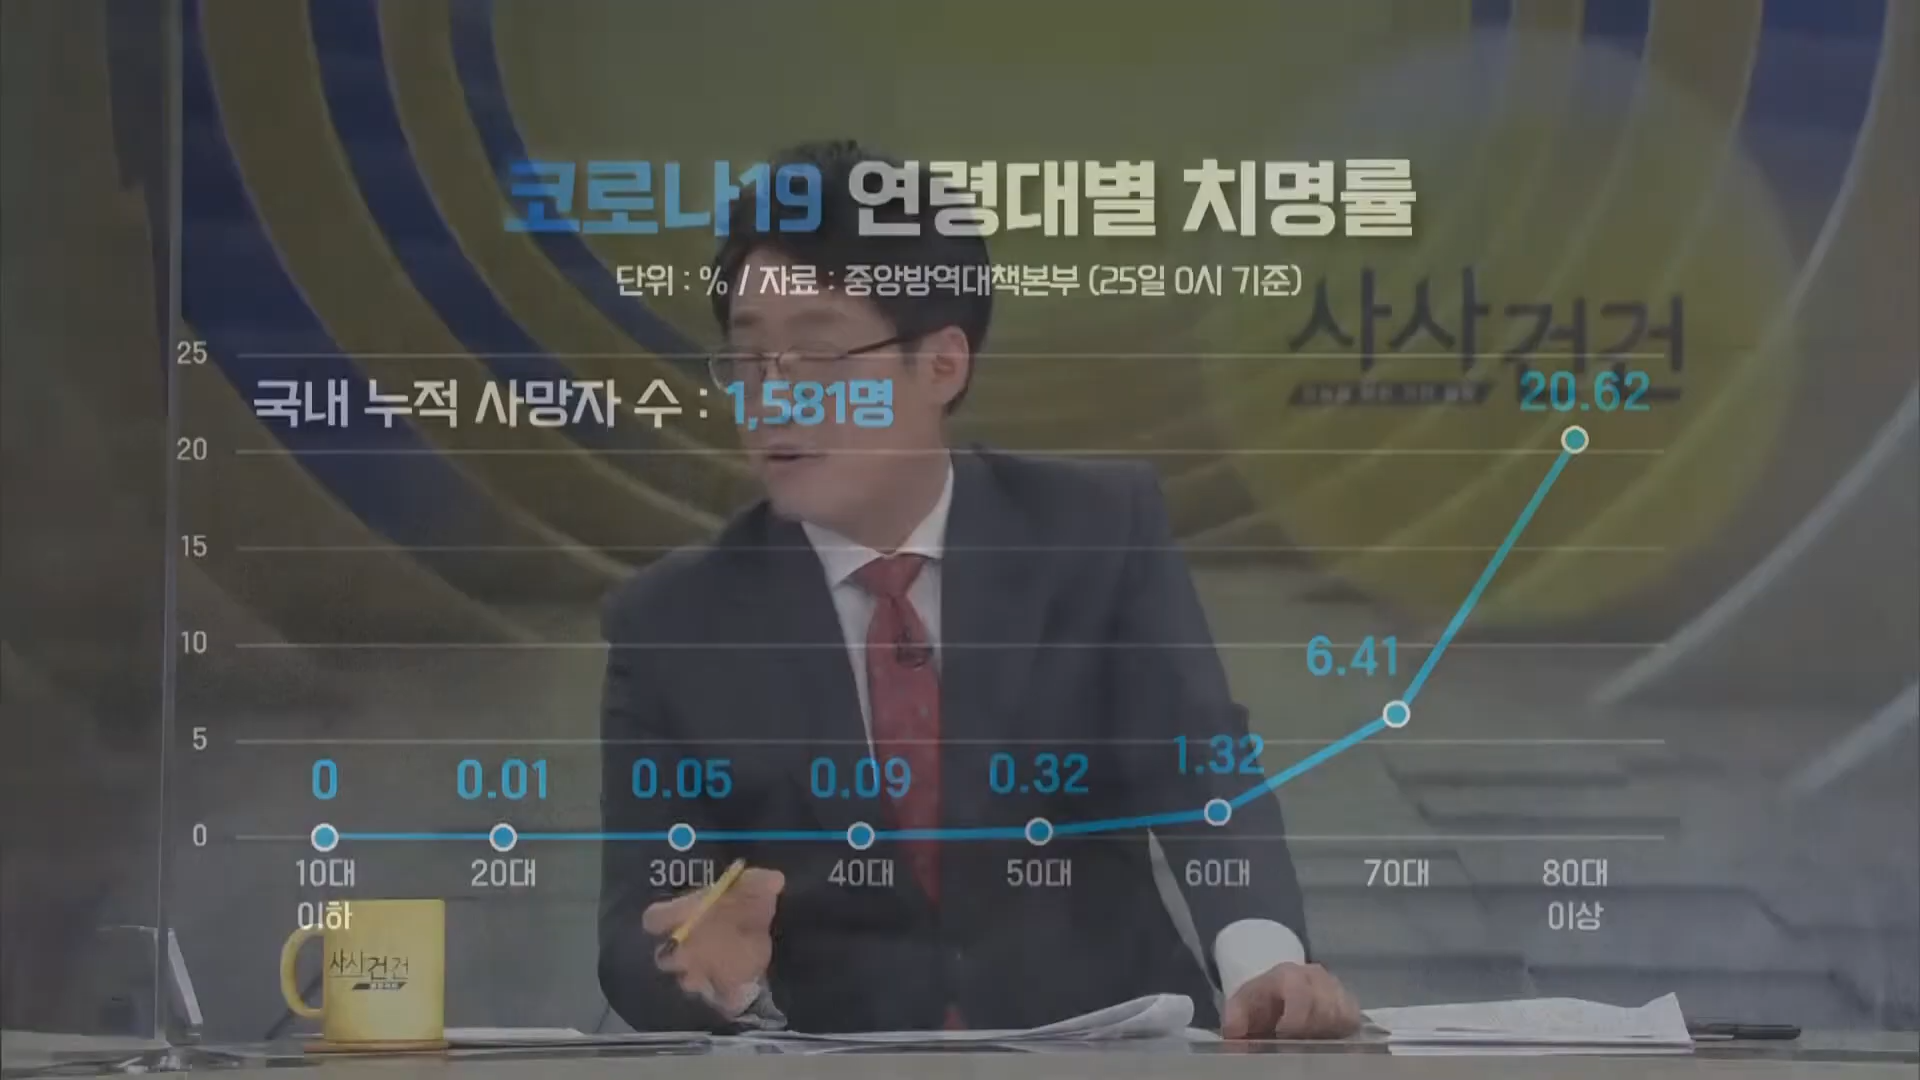 코로나19 연령대별 치명률
단위 : % / 자료 : 중앙방역대책본부 (25일 0시 기준)
사사건건
국내 누적 사망자 수 : 1,581명
25
20
15
10
5
0
0
0.01
0.05
0.09
0.32
1.32
6.41
20.62
10대
이하
20대
30대
40대
50대
60대
70대
80대
이상
사사건건